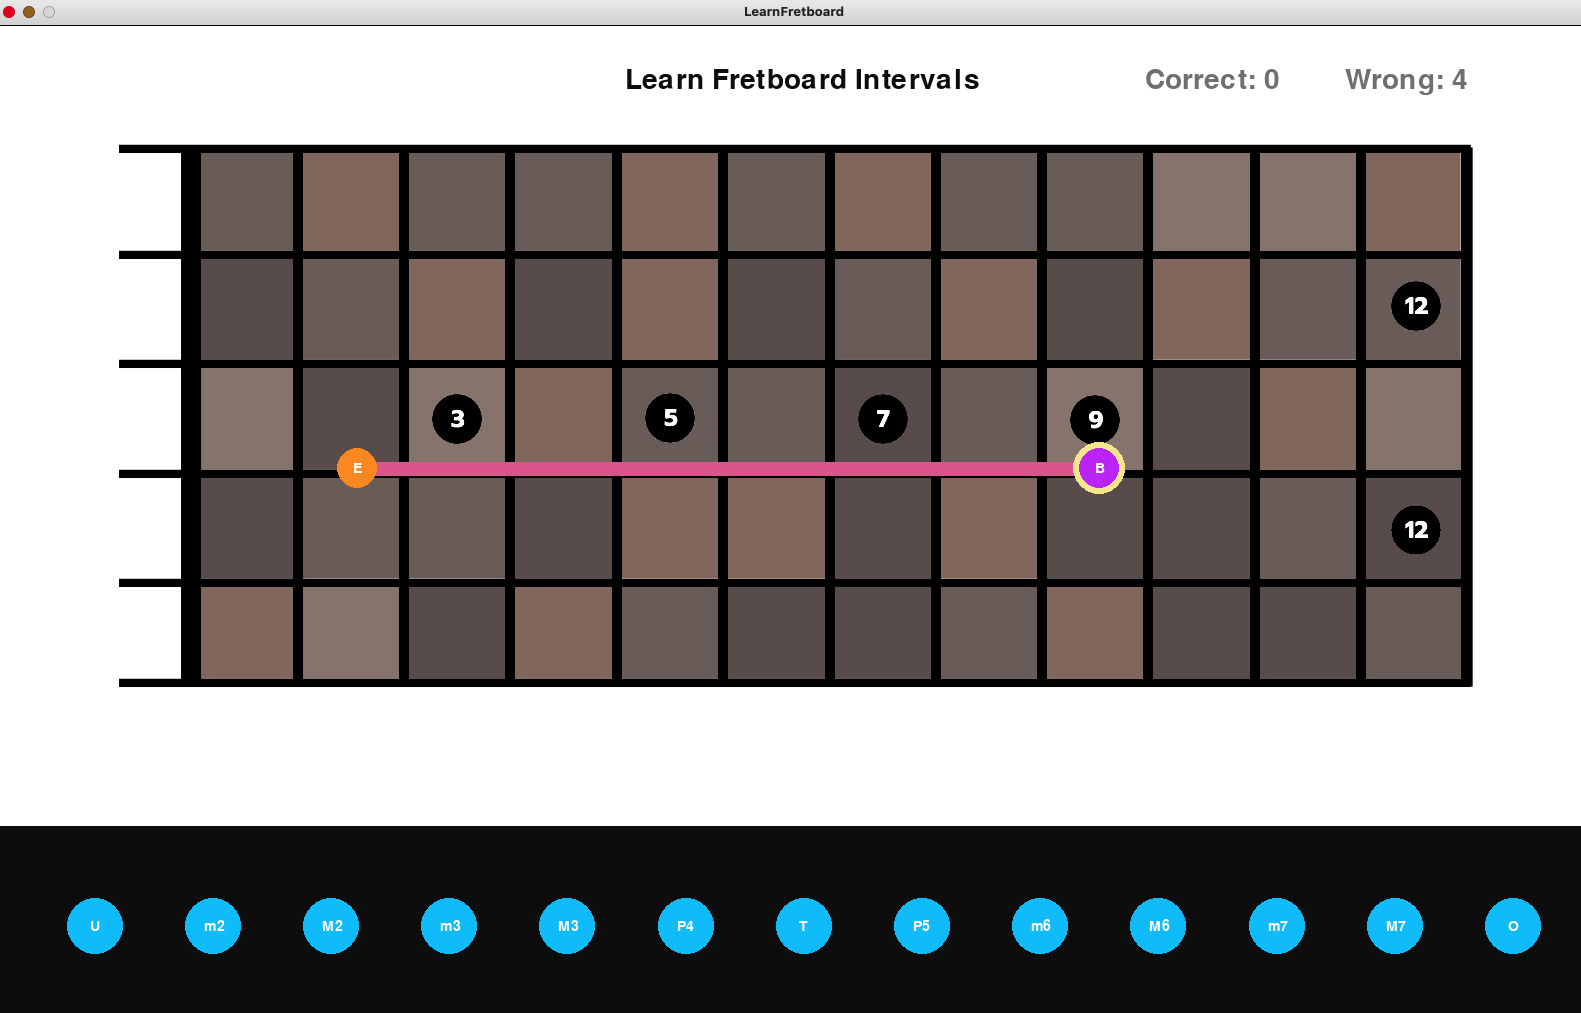 LearnFretboard
Learn Fretboard Intervals Correct: 0 Wrong: 4
12
3 5 7 9
E B
12
U m2 M2 m3 M3 P4 T P5 m6 M6 m7 M7 O